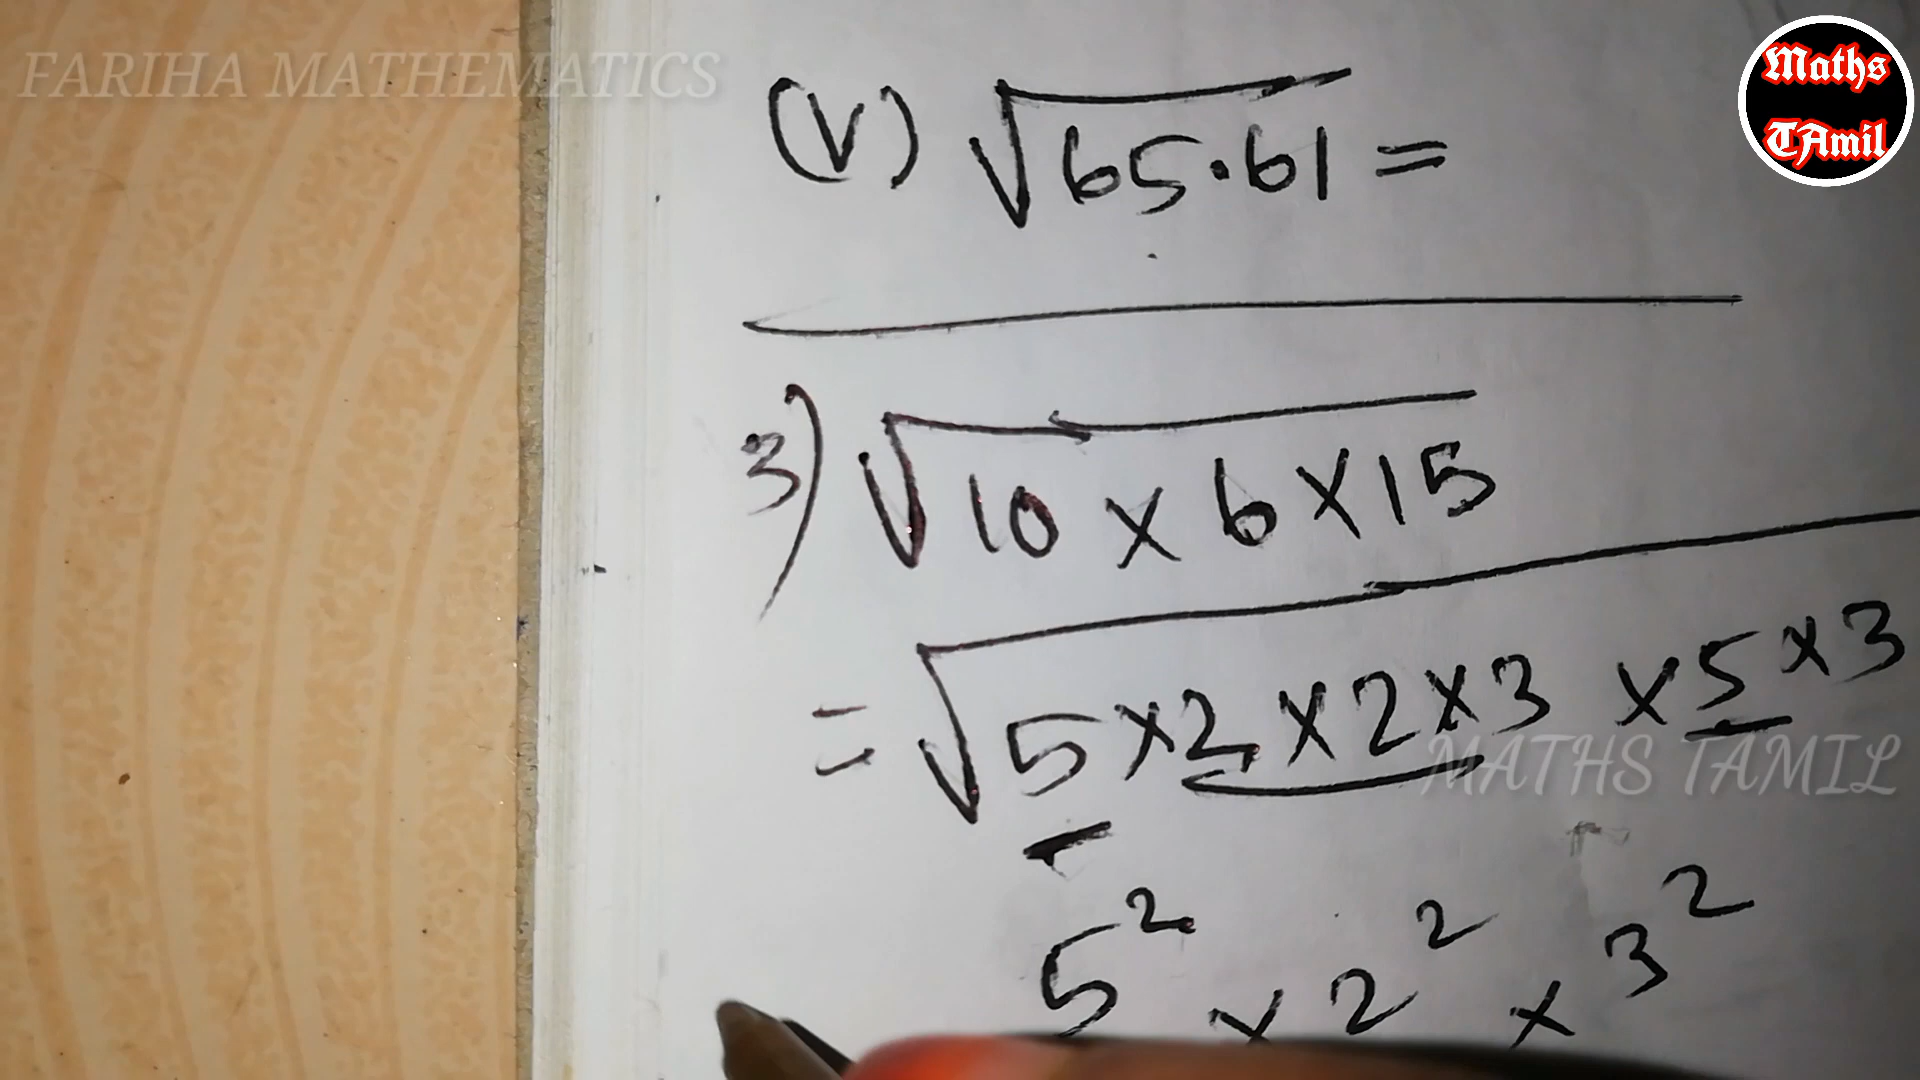 FARIHA MATHEMATICS
Maths
TAmil
(V) √65.61 =
3) √10 × 6 × 15
= √5 × 2 × 2 × 3 × 5 × 3
MATHS TAMIL
5² × 2² × 3²